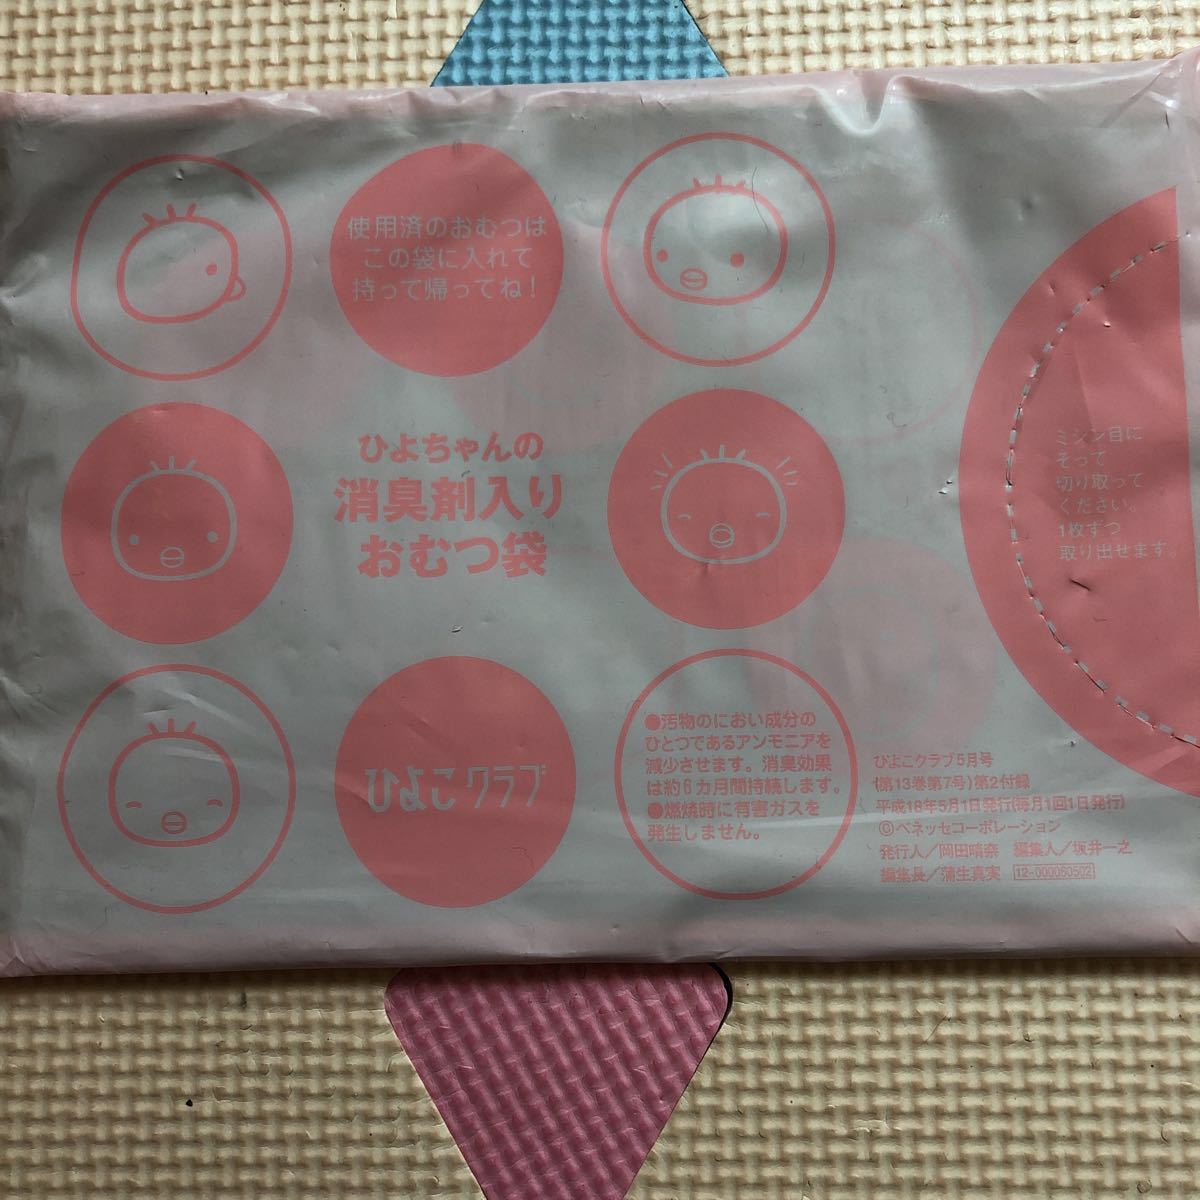 使用済のおむつは
この袋に入れて
持って帰ってね！
ひよちゃんの
消臭剤入り
おむつ袋
ミシン目に
そって
切り取って
ください。
1枚ずつ
取り出せます。
ひよこクラブ
●汚物のにおい成分の
ひとつであるアンモニアを
減少させます。消臭効果
は約6カ月間持続します。
●燃焼時に有害ガスを
発生しません。
ひよこクラブ5月号
(第13巻第7号)第2付録
平成18年5月1日発行(毎月1回1日発行)
©ベネッセコーポレーション
発行人／岡田晴奈 編集人／坂井一之
編集長／蒲生真実 12-000060502